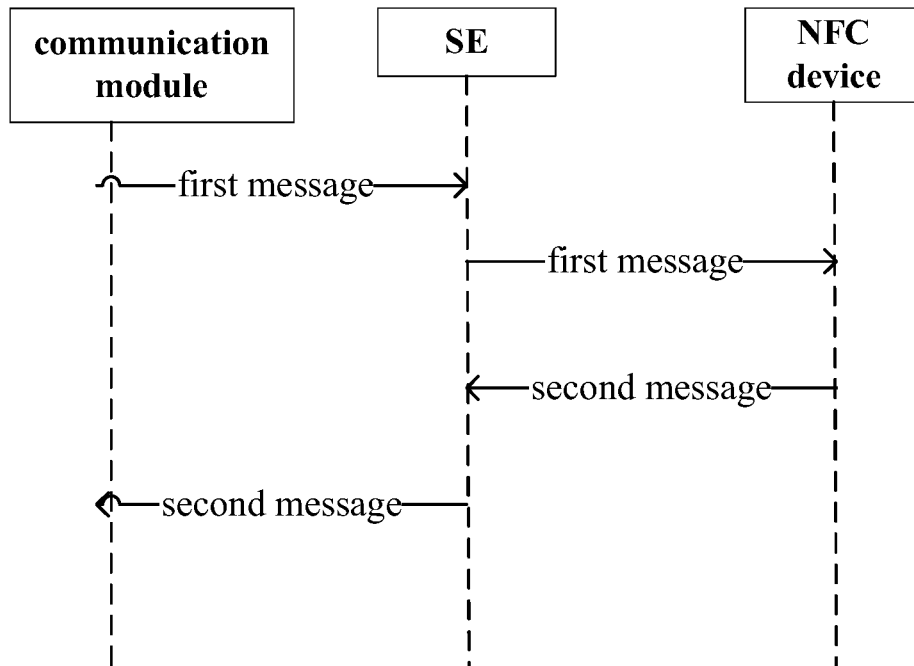 communication
module
SE
NFC
device
first message
first message
second message
second message